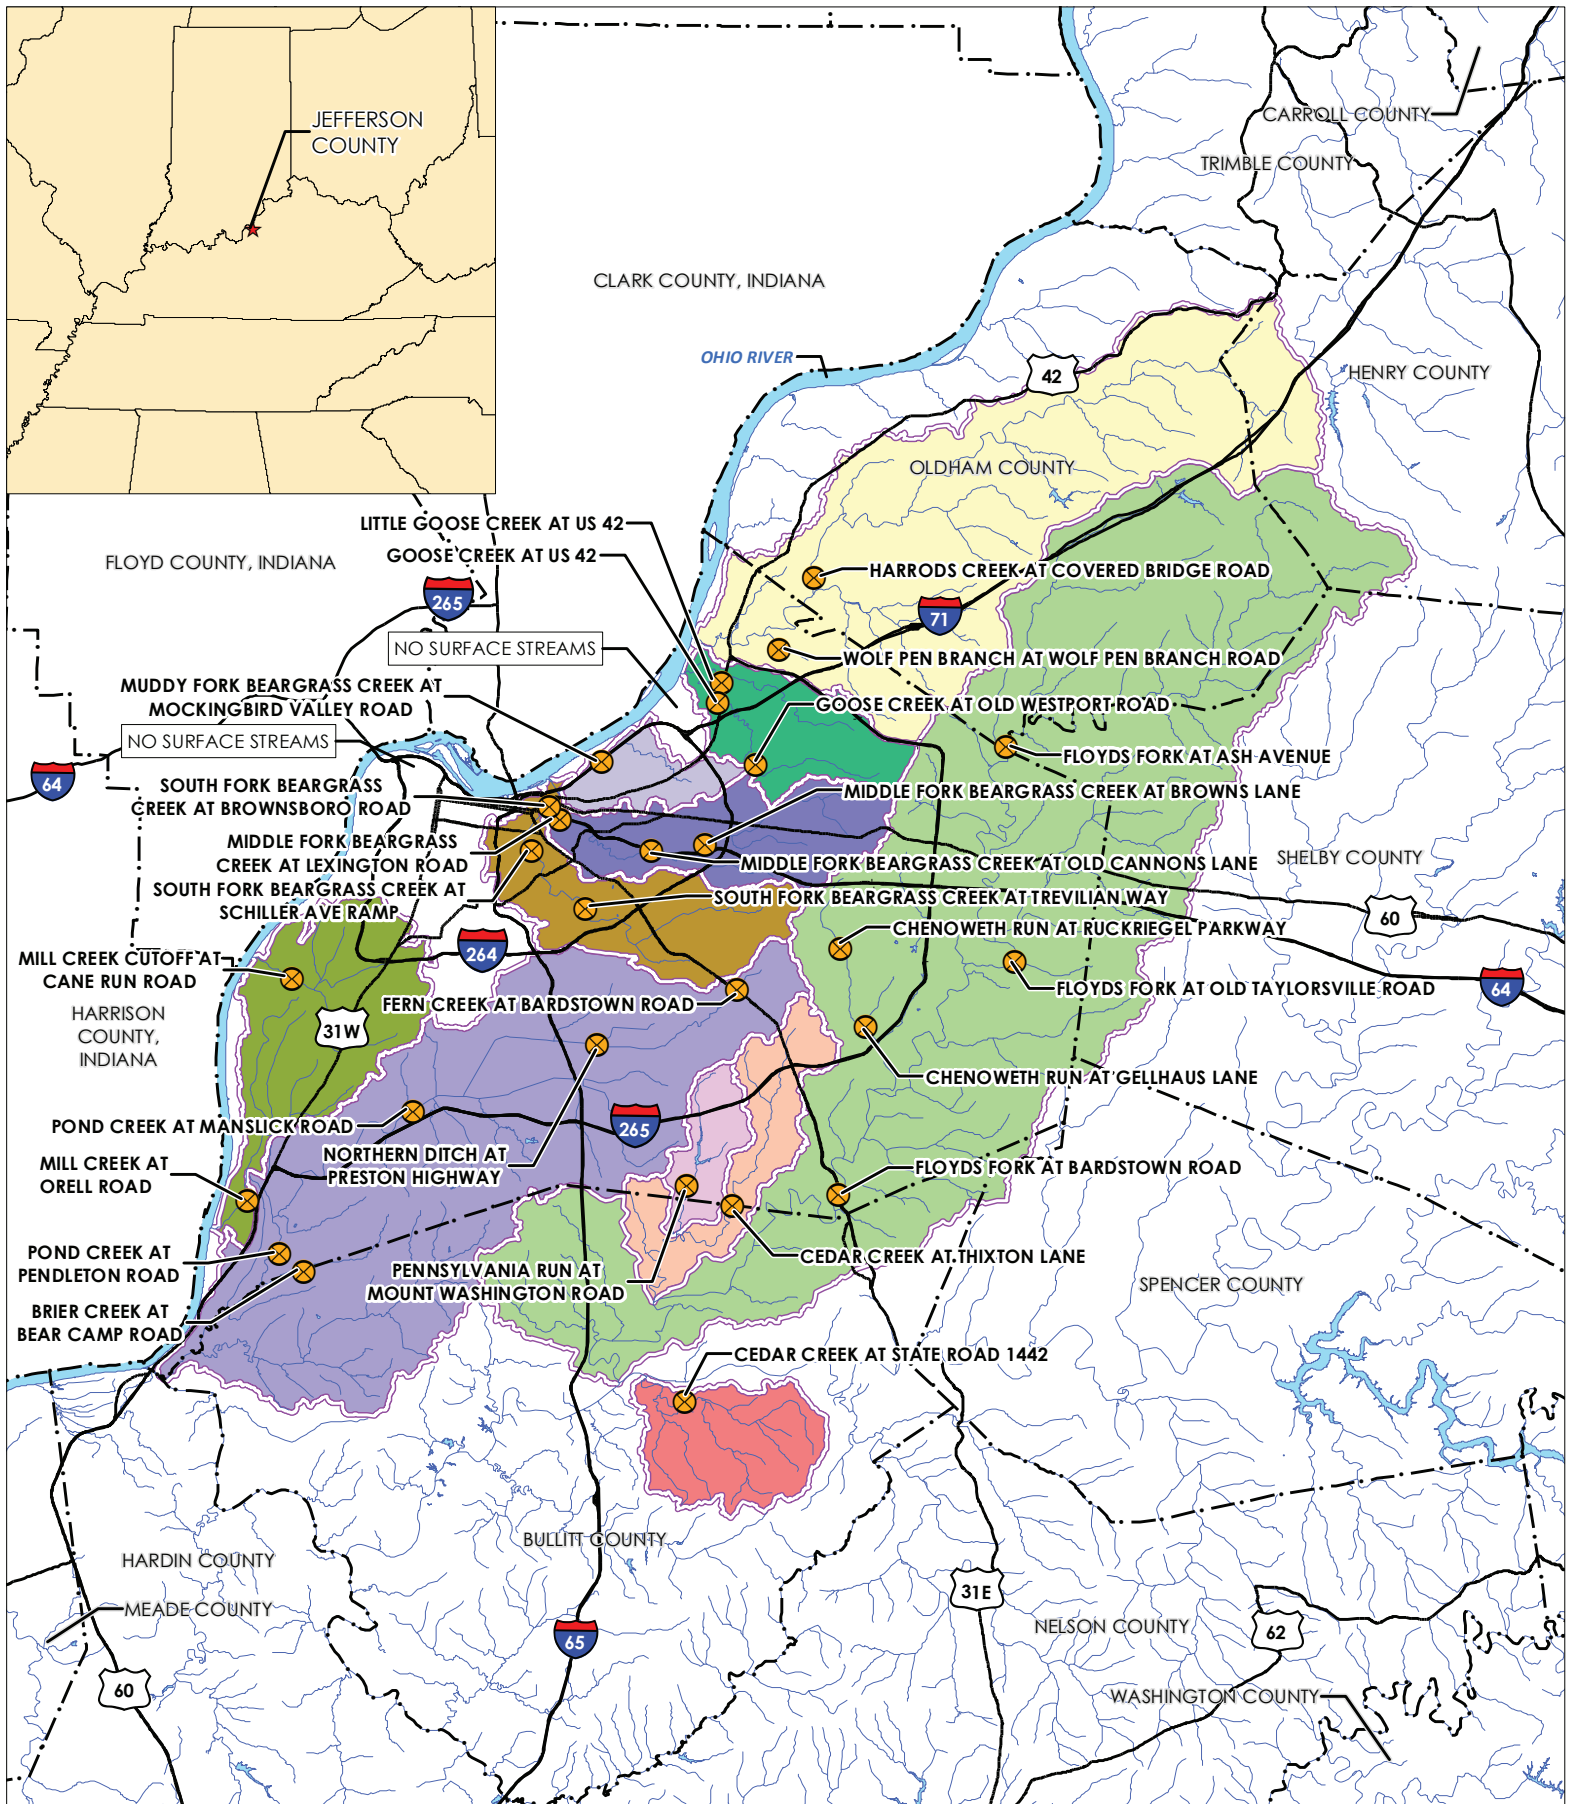 JEFFERSON
COUNTY
CARROLL COUNTY
TRIMBLE COUNTY
CLARK COUNTY, INDIANA
OHIO RIVER
42
HENRY COUNTY
OLDHAM COUNTY
LITTLE GOOSE CREEK AT US 42
GOOSE CREEK AT US 42
FLOYD COUNTY, INDIANA
HARRODS CREEK AT COVERED BRIDGE ROAD
265
71
NO SURFACE STREAMS
WOLF PEN BRANCH AT WOLF PEN BRANCH ROAD
MUDDY FORK BEARGRASS CREEK AT
MOCKINGBIRD VALLEY ROAD
GOOSE CREEK AT OLD WESTPORT ROAD
NO SURFACE STREAMS
FLOYDS FORK AT ASH AVENUE
64
SOUTH FORK BEARGRASS
CREEK AT BROWNSBORO ROAD
MIDDLE FORK BEARGRASS CREEK AT BROWNS LANE
MIDDLE FORK BEARGRASS
CREEK AT LEXINGTON ROAD
MIDDLE FORK BEARGRASS CREEK AT OLD CANNONS LANE
SHELBY COUNTY
SOUTH FORK BEARGRASS CREEK AT
SCHILLER AVE RAMP
SOUTH FORK BEARGRASS CREEK AT TREVILIAN WAY
60
CHENOWETH RUN AT RUCKRIEGEL PARKWAY
264
MILL CREEK CUTOFF AT
CANE RUN ROAD
FLOYDS FORK AT OLD TAYLORSVILLE ROAD
64
FERN CREEK AT BARDSTOWN ROAD
HARRISON
COUNTY,
INDIANA
31W
CHENOWETH RUN AT GELLHAUS LANE
POND CREEK AT MANSLICK ROAD
265
NORTHERN DITCH AT
PRESTON HIGHWAY
MILL CREEK AT
ORELL ROAD
FLOYDS FORK AT BARDSTOWN ROAD
POND CREEK AT
PENDLETON ROAD
CEDAR CREEK AT THIXTON LANE
PENNSYLVANIA RUN AT
MOUNT WASHINGTON ROAD
SPENCER COUNTY
BRIER CREEK AT
BEAR CAMP ROAD
CEDAR CREEK AT STATE ROAD 1442
BULLITT COUNTY
HARDIN COUNTY
31E
MEADE COUNTY
NELSON COUNTY
62
65
60
WASHINGTON COUNTY